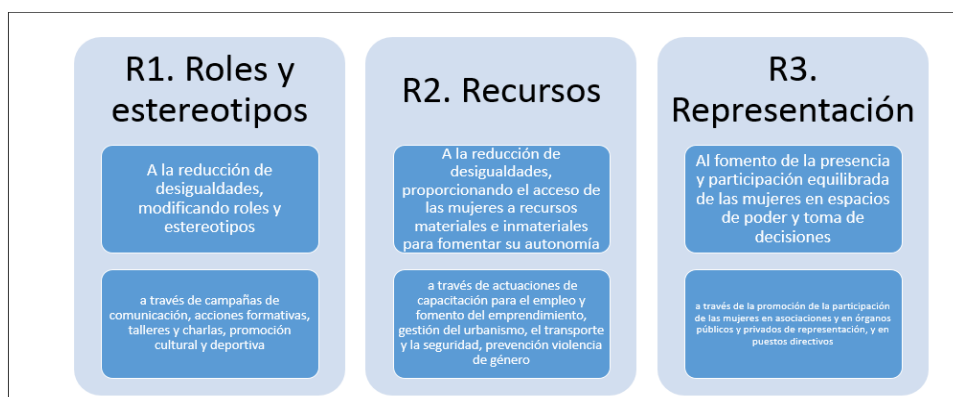 R1. Roles y
estereotipos
A la reducción de
desigualdades,
modificando roles y
estereotipos
a través de campañas de
comunicación, acciones formativas,
talleres y charlas, promoción
cultural y deportiva
R2. Recursos
A la reducción de
desigualdades,
proporcionando el acceso de
las mujeres a recursos
materiales e inmateriales
para fomentar su autonomía
a través de actuaciones de
capacitación para el empleo y
fomento del emprendimiento,
gestión del urbanismo, el transporte
y la seguridad, prevención violencia
de género
R3.
Representación
Al fomento de la presencia
y participación equilibrada
de las mujeres en espacios
de poder y toma de
decisiones
a través de la promoción de la participación
de las mujeres en asociaciones y en órganos
públicos y privados de representación, y en
puestos directivos